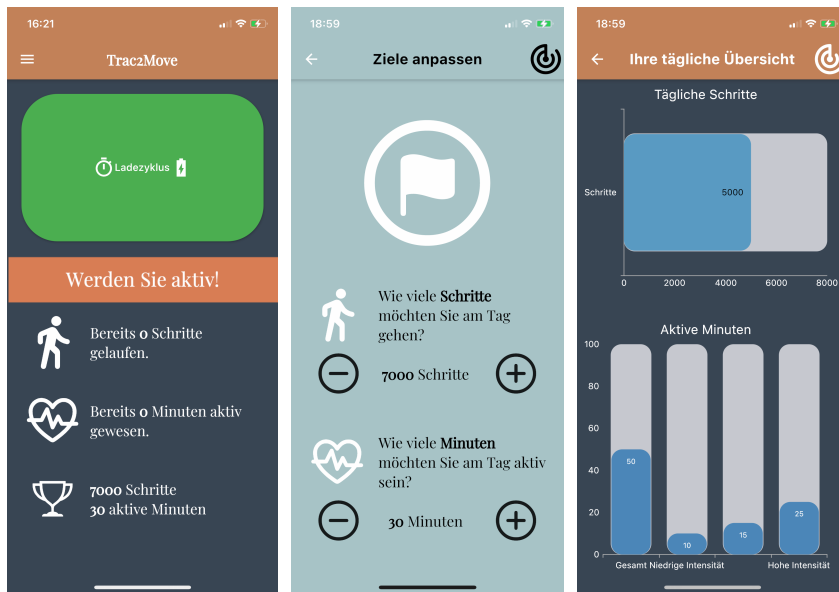 16:21
Trac2Move
Ladezyklus
Werden Sie aktiv!
Bereits 0 Schritte
gelaufen.
Bereits 0 Minuten aktiv
gewesen.
7000 Schritte
30 aktive Minuten
18:59
Ziele anpassen
Wie viele Schritte
möchten Sie am Tag
gehen?
7000 Schritte
Wie viele Minuten
möchten Sie am Tag aktiv
sein?
30 Minuten
18:59
Ihre tägliche Übersicht
Tägliche Schritte
Schritte
5000
0 2000 4000 6000 8000
Aktive Minuten
100
80
60
40
20
0
50
10
15
25
Gesamt Niedrige Intensität Hohe Intensität